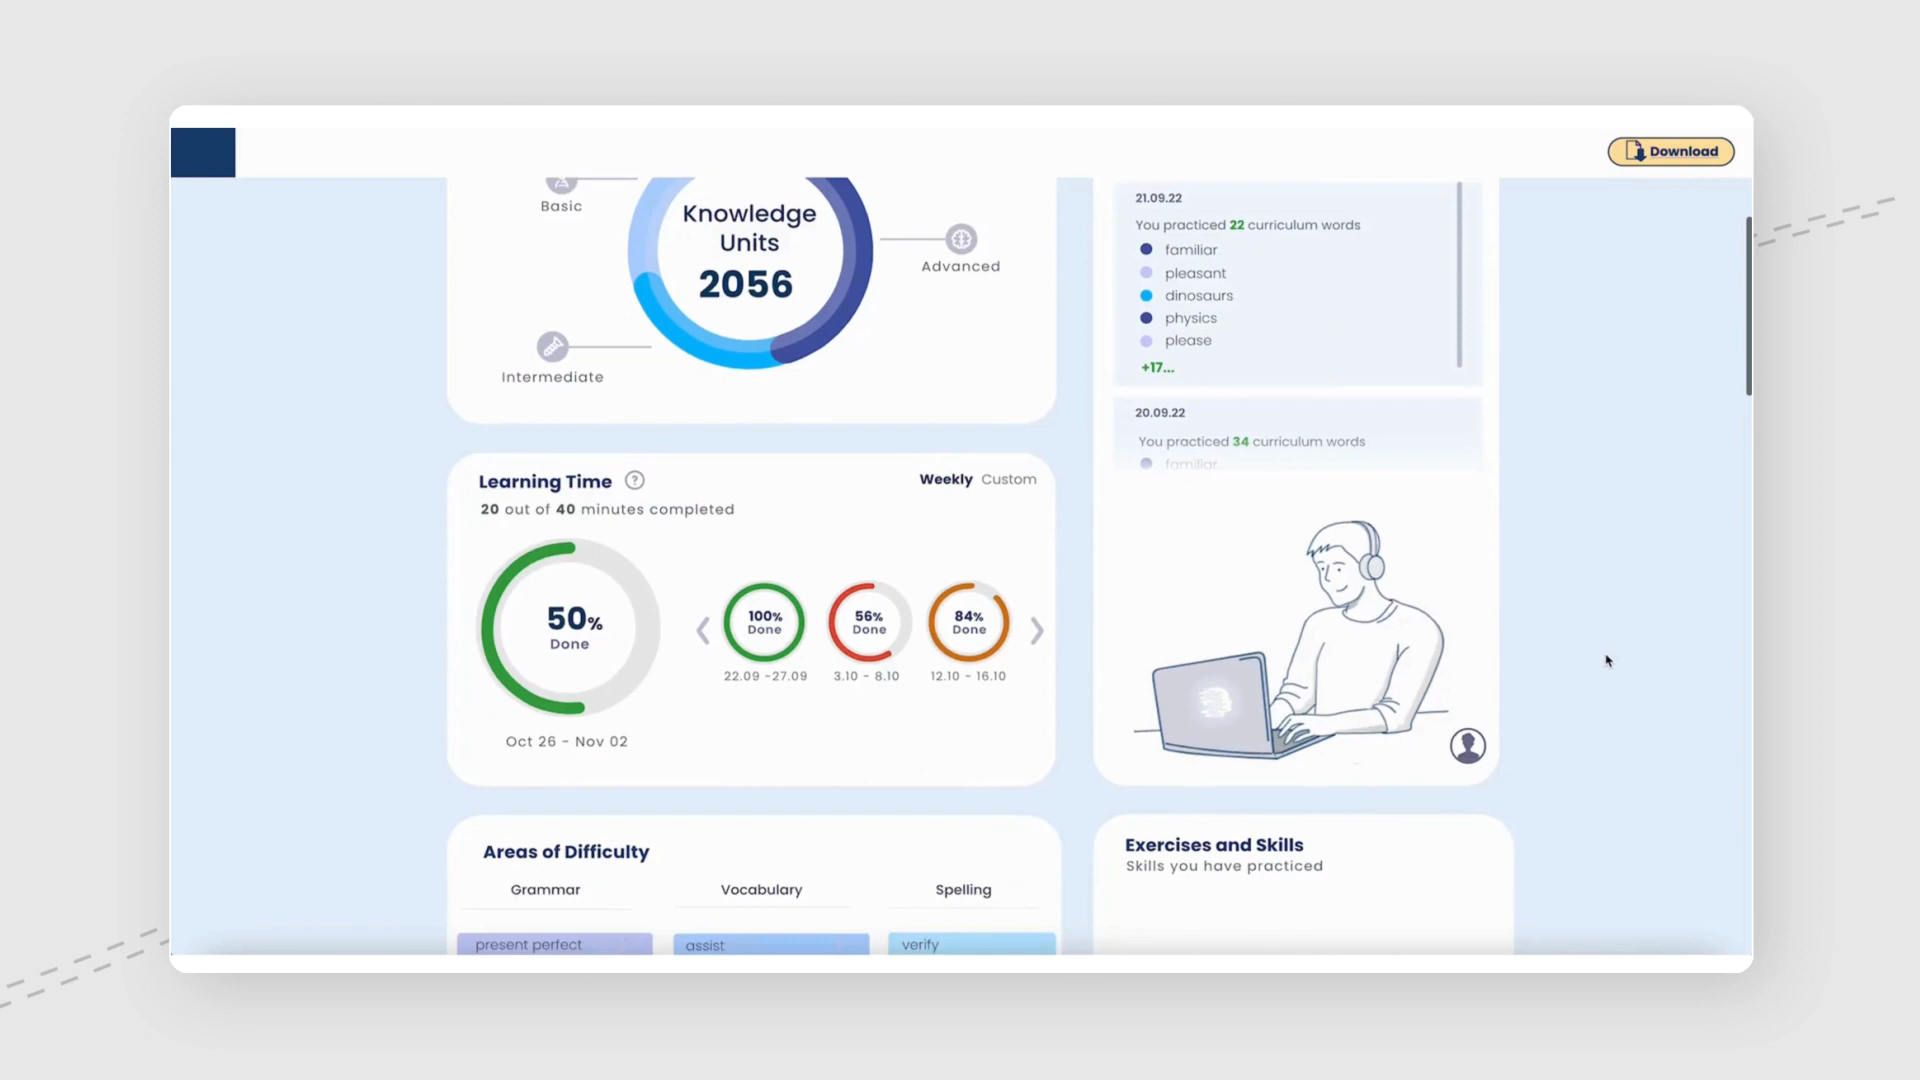 Download
Basic
Knowledge
Units
2056
Advanced
Intermediate
21.09.22
You practiced 22 curriculum words
familiar
pleasant
dinosaurs
physics
please
+17...
20.09.22
You practiced 34 curriculum words
familiar
Learning Time ?
Weekly Custom
20 out of 40 minutes completed
50%
Done
Oct 26 - Nov 02
100%
Done
22.09 -27.09
56%
Done
3.10 - 8.10
84%
Done
12.10 - 16.10
Areas of Difficulty
Grammar Vocabulary Spelling
present perfect assist verify
Exercises and Skills
Skills you have practiced